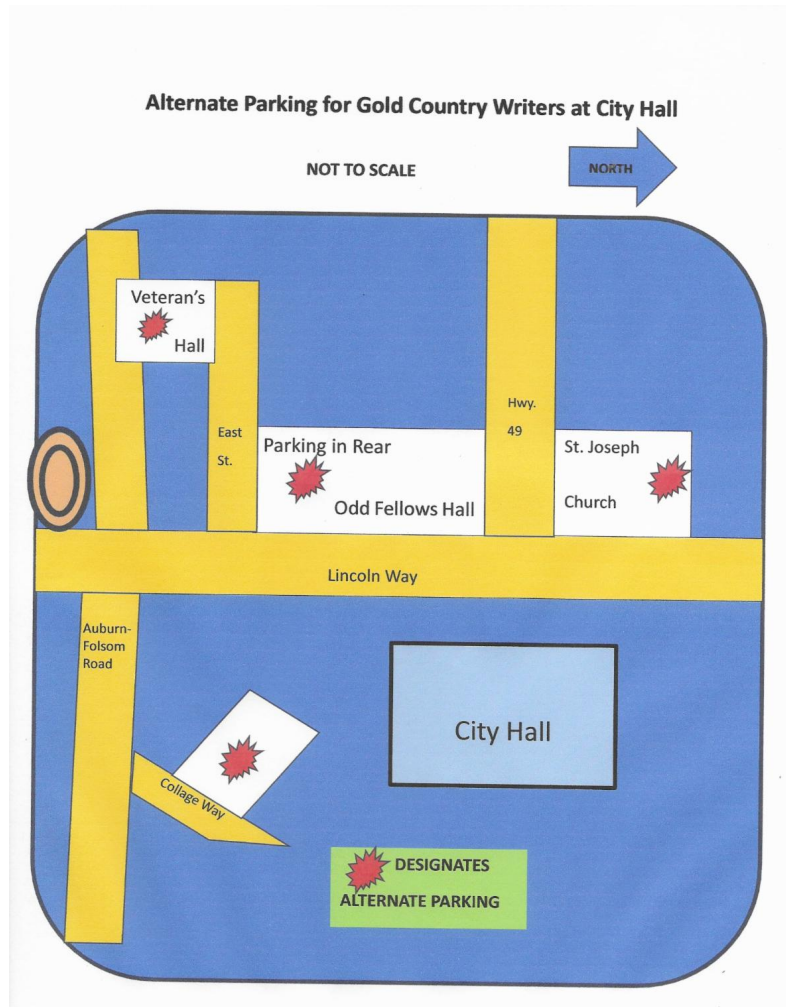 Alternate Parking for Gold Country Writers at City Hall
NOT TO SCALE
NORTH
Veteran's
Hall
East
St.
Parking in Rear
Odd Fellows Hall
Hwy.
49
St. Joseph
Church
Lincoln Way
Auburn-
Folsom
Road
City Hall
Collage Way
DESIGNATES
ALTERNATE PARKING